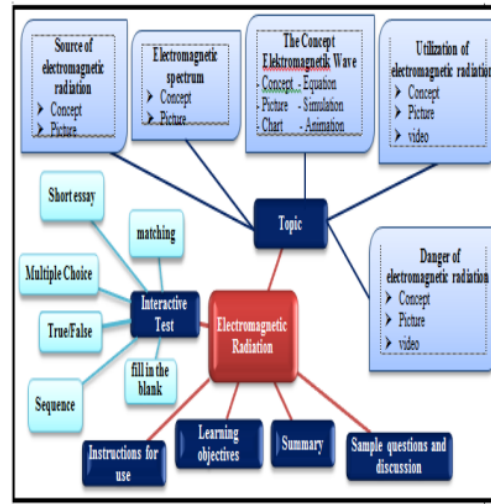 Source of
electromagnetic
radiation
➤ Concept
➤ Picture
Electromagnetic
spectrum
➤ Concept
➤ Picture
The Concept
Elektromagnetik Wave
- Concept - Equation
- Picture - Simulation
- Chart - Animation
Utilization of
electromagnetic radiation
➤ Concept
➤ Picture
➤ video
Short essay
matching
Topic
Multiple Choice
Interactive
Test
Danger of
electromagnetic radiation
➤ Concept
➤ Picture
➤ video
True/False
Electromagnetic
Radiation
Sequence
fill in the
blank
Instructions for
use
Learning
objectives
Summary
Sample questions and
discussion